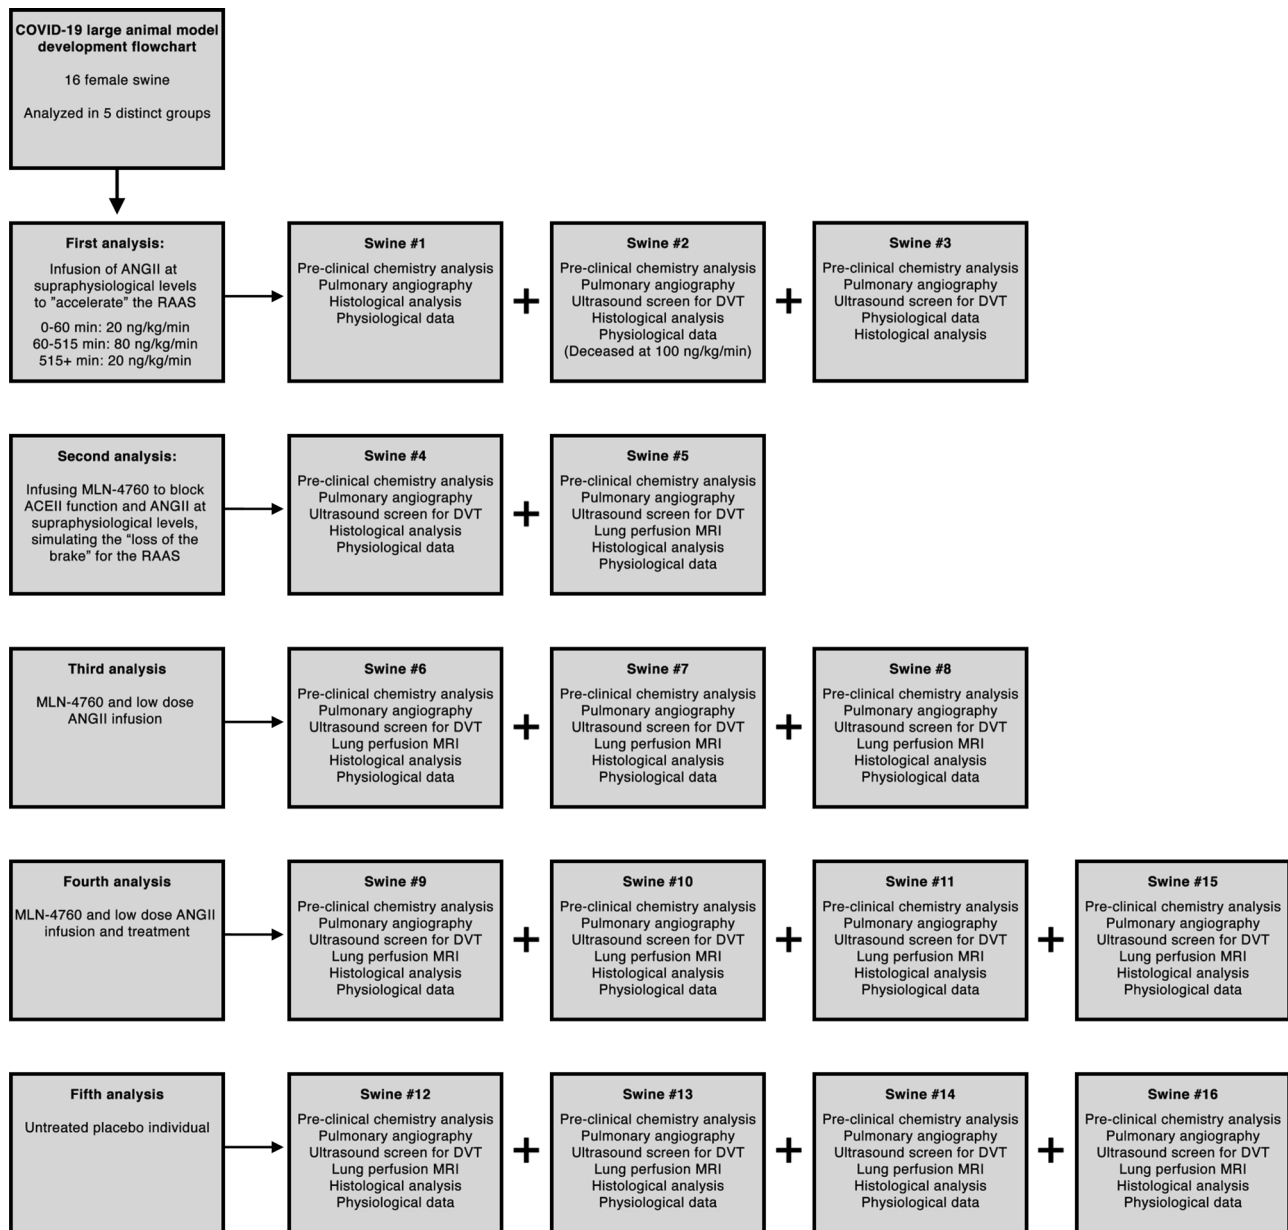 COVID-19 large animal model
development flowchart
16 female swine
Analyzed in 5 distinct groups
First analysis:
Infusion of ANGII at
supraphysiological levels
to ”accelerate” the RAAS
0-60 min: 20 ng/kg/min
60-515 min: 80 ng/kg/min
515+ min: 20 ng/kg/min
Swine #1
Pre-clinical chemistry analysis
Pulmonary angiography
Histological analysis
Physiological data
+
Swine #2
Pre-clinical chemistry analysis
Pulmonary angiography
Ultrasound screen for DVT
Histological analysis
Physiological data
(Deceased at 100 ng/kg/min)
+
Swine #3
Pre-clinical chemistry analysis
Pulmonary angiography
Ultrasound screen for DVT
Physiological data
Histological analysis
Second analysis:
Infusing MLN-4760 to block
ACEII function and ANGII at
supraphysiological levels,
simulating the “loss of the
brake” for the RAAS
Swine #4
Pre-clinical chemistry analysis
Pulmonary angiography
Ultrasound screen for DVT
Histological analysis
Physiological data
+
Swine #5
Pre-clinical chemistry analysis
Pulmonary angiography
Ultrasound screen for DVT
Lung perfusion MRI
Histological analysis
Physiological data
Third analysis
MLN-4760 and low dose
ANGII infusion
Swine #6
Pre-clinical chemistry analysis
Pulmonary angiography
Ultrasound screen for DVT
Lung perfusion MRI
Histological analysis
Physiological data
+
Swine #7
Pre-clinical chemistry analysis
Pulmonary angiography
Ultrasound screen for DVT
Lung perfusion MRI
Histological analysis
Physiological data
+
Swine #8
Pre-clinical chemistry analysis
Pulmonary angiography
Ultrasound screen for DVT
Lung perfusion MRI
Histological analysis
Physiological data
Fourth analysis
MLN-4760 and low dose ANGII
infusion and treatment
Swine #9
Pre-clinical chemistry analysis
Pulmonary angiography
Ultrasound screen for DVT
Lung perfusion MRI
Histological analysis
Physiological data
+
Swine #10
Pre-clinical chemistry analysis
Pulmonary angiography
Ultrasound screen for DVT
Lung perfusion MRI
Histological analysis
Physiological data
+
Swine #11
Pre-clinical chemistry analysis
Pulmonary angiography
Ultrasound screen for DVT
Lung perfusion MRI
Histological analysis
Physiological data
+
Swine #15
Pre-clinical chemistry analysis
Pulmonary angiography
Ultrasound screen for DVT
Lung perfusion MRI
Histological analysis
Physiological data
Fifth analysis
Untreated placebo individual
Swine #12
Pre-clinical chemistry analysis
Pulmonary angiography
Ultrasound screen for DVT
Lung perfusion MRI
Histological analysis
Physiological data
+
Swine #13
Pre-clinical chemistry analysis
Pulmonary angiography
Ultrasound screen for DVT
Lung perfusion MRI
Histological analysis
Physiological data
+
Swine #14
Pre-clinical chemistry analysis
Pulmonary angiography
Ultrasound screen for DVT
Lung perfusion MRI
Histological analysis
Physiological data
+
Swine #16
Pre-clinical chemistry analysis
Pulmonary angiography
Ultrasound screen for DVT
Lung perfusion MRI
Histological analysis
Physiological data